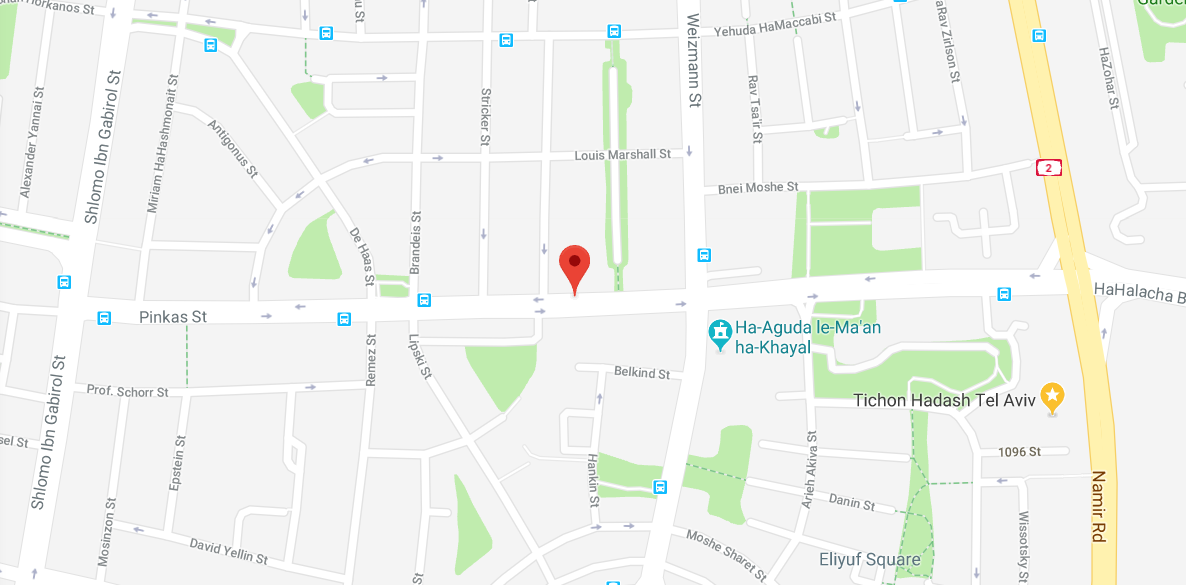 Horkanos St
Yehuda HaMaccabi St
HaRav Zirlson St
Weizmann St
HaZohar St
Alexander Yannai St
Shlomo Ibn Gabirol St
Miriam HaHashmonait St
Antigonus St
Stricker St
Rav Tsa'ir St
Louis Marshall St
2
Bnei Moshe St
De Haas St
Brandeis St
Pinkas St
HaHalacha B
Ha-Aguda le-Ma'an
ha-Khayal
Remez St
Lipski St
Belkind St
Prof. Schorr St
Tichon Hadash Tel Aviv
Shlomo Ibn Gabirol St
sel St
Epstein St
Hankin St
Arieh Akiva St
1096 St
Namir Rd
Mosinzon St
Danin St
Wissotsky St
David Yellin St
Moshe Sharet St
Eliyuf Square
St